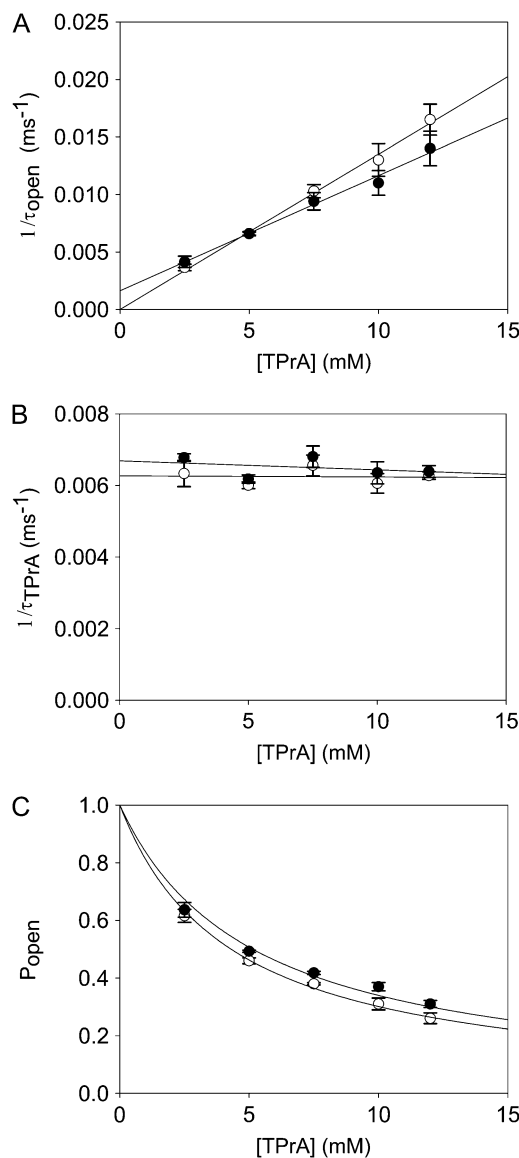 A
0.025
0.020
0.015
0.010
0.005
0.000
1/τopen (ms⁻¹)
0 5 10 15
[TPrA] (mM)
B
0.008
0.006
0.004
0.002
0.000
1/τTPrA (ms⁻¹)
0 5 10 15
[TPrA] (mM)
C
1.0
0.8
0.6
0.4
0.2
0.0
Popen
0 5 10 15
[TPrA] (mM)